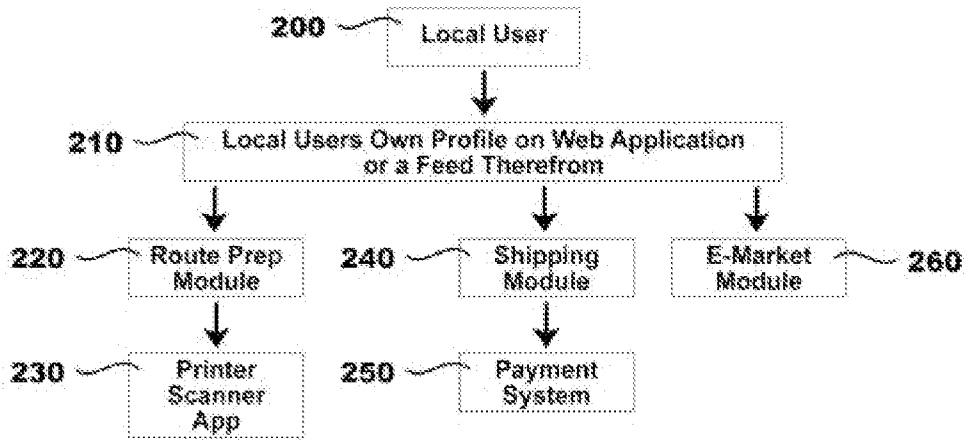 200
Local User
210
Local Users Own Profile on Web Application
or a Feed Therefrom
220
Route Prep
Module
240
Shipping
Module
E-Market
Module
260
230
Printer
Scanner
App
250
Payment
System